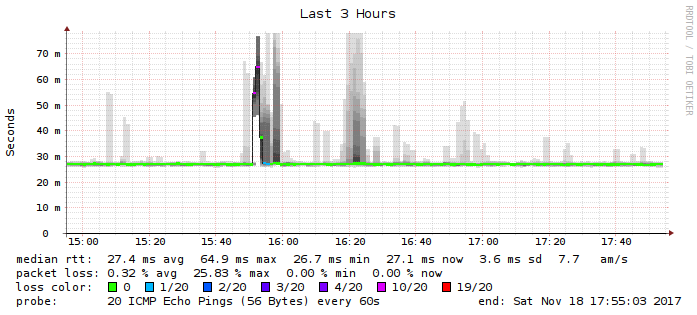 Last 3 Hours
RRDTOOL / TOBI OETIKER
Seconds
70 m
60 m
50 m
40 m
30 m
20 m
10 m
0
15:00 15:20 15:40 16:00 16:20 16:40 17:00 17:20 17:40
median rtt: 27.4 ms avg 64.9 ms max 26.7 ms min 27.1 ms now 3.6 ms sd 7.7 am/s
packet loss: 0.32 % avg 25.83 % max 0.00 % min 0.00 % now
loss color: 0 1/20 2/20 3/20 4/20 10/20 19/20
probe: 20 ICMP Echo Pings (56 Bytes) every 60s end: Sat Nov 18 17:55:03 2017